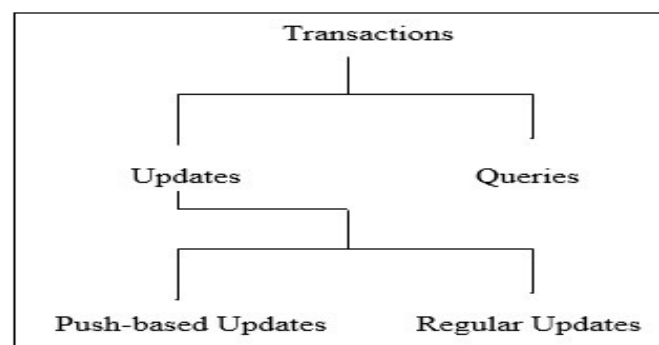 Transactions
Updates Queries
Push-based Updates Regular Updates